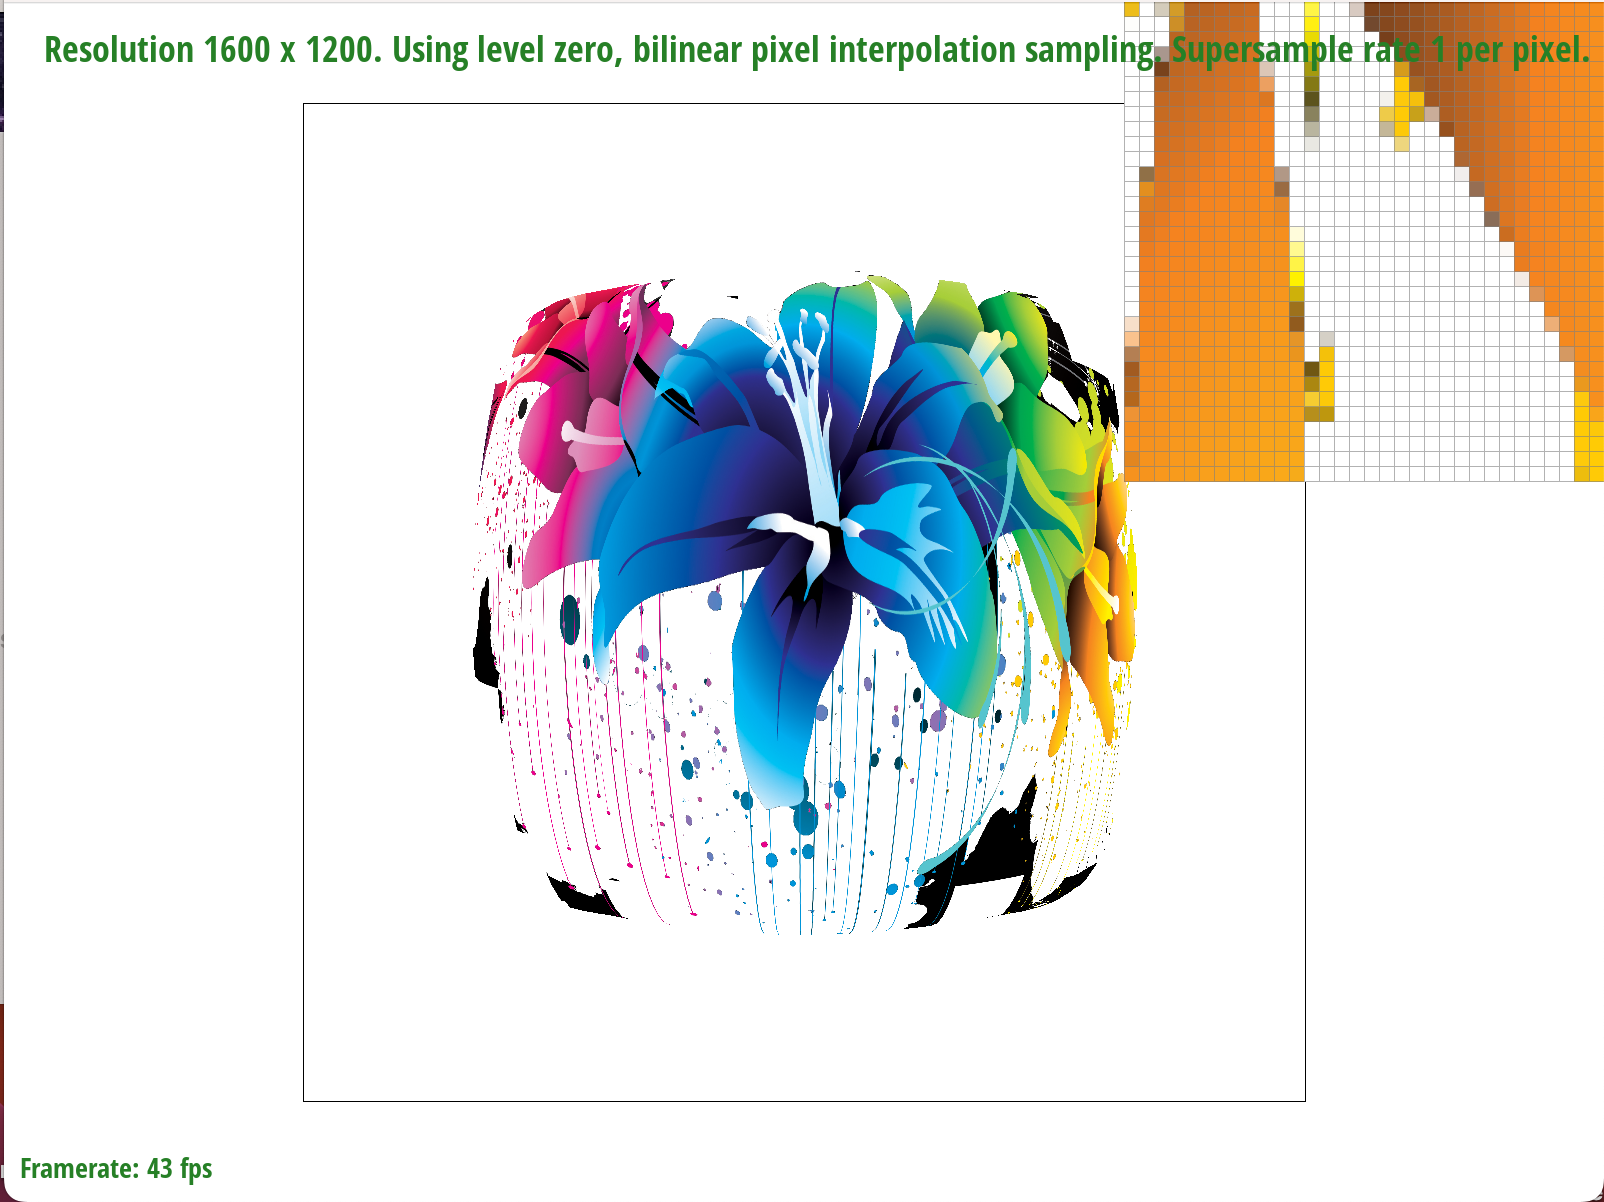 Resolution 1600 x 1200. Using level zero, bilinear pixel interpolation sampling. Supersample rate 1 per pixel.
Framerate: 43 fps